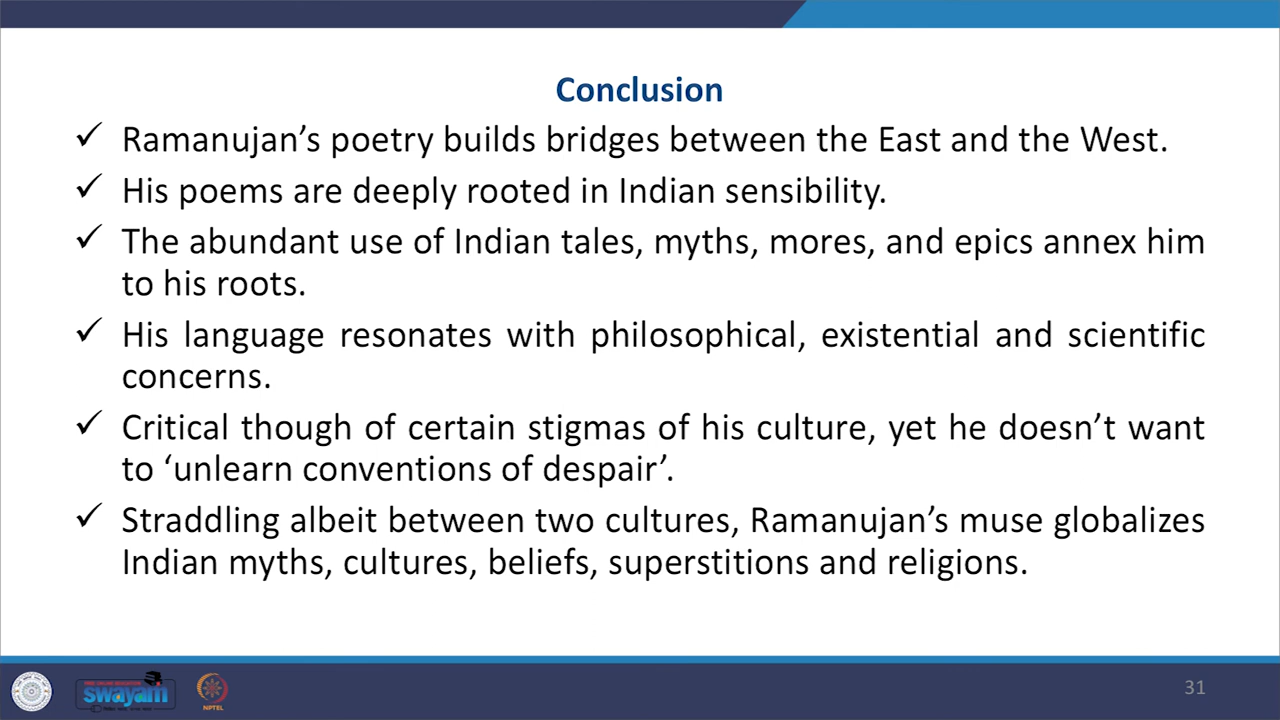 Conclusion
✓ Ramanujan’s poetry builds bridges between the East and the West.
✓ His poems are deeply rooted in Indian sensibility.
✓ The abundant use of Indian tales, myths, mores, and epics annex him
to his roots.
✓ His language resonates with philosophical, existential and scientific
concerns.
✓ Critical though of certain stigmas of his culture, yet he doesn’t want
to ‘unlearn conventions of despair’.
✓ Straddling albeit between two cultures, Ramanujan’s muse globalizes
Indian myths, cultures, beliefs, superstitions and religions.
swayam
NPTEL
31